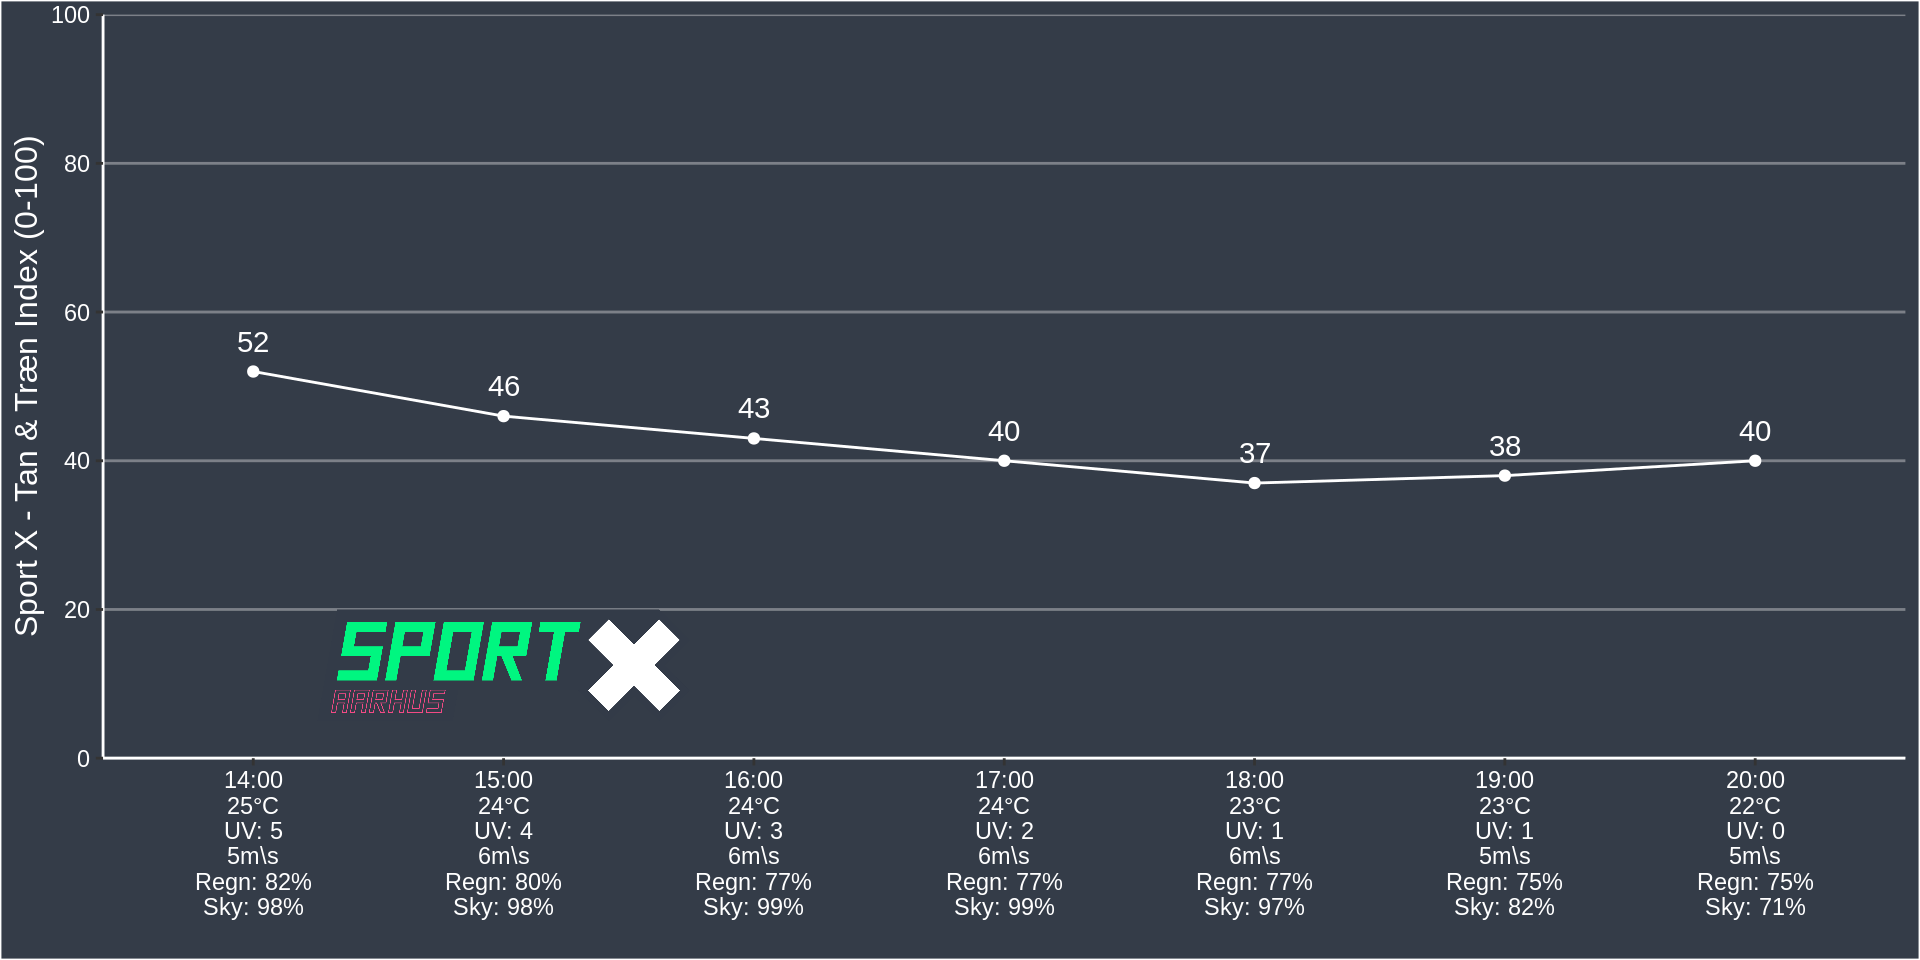 Sport X - Tan & Træn Index (0-100)
100
80
60
40
20
0
52
46
43
40
37
38
40
SPORT X
AARHUS
14:00
25°C
UV: 5
5m\s
Regn: 82%
Sky: 98%
15:00
24°C
UV: 4
6m\s
Regn: 80%
Sky: 98%
16:00
24°C
UV: 3
6m\s
Regn: 77%
Sky: 99%
17:00
24°C
UV: 2
6m\s
Regn: 77%
Sky: 99%
18:00
23°C
UV: 1
6m\s
Regn: 77%
Sky: 97%
19:00
23°C
UV: 1
5m\s
Regn: 75%
Sky: 82%
20:00
22°C
UV: 0
5m\s
Regn: 75%
Sky: 71%